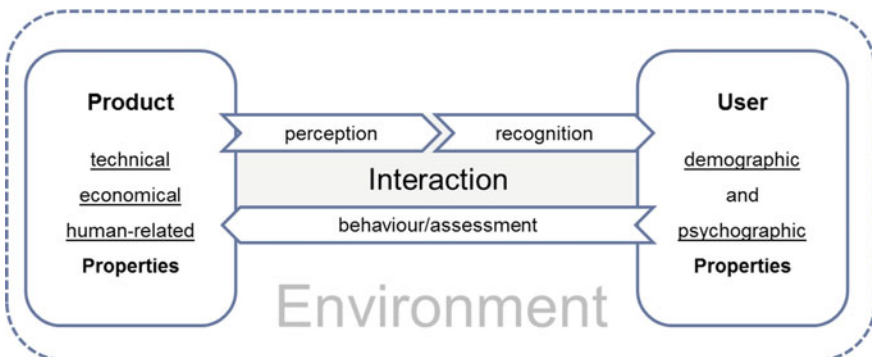 Product
technical
economical
human-related
Properties
perception
recognition
Interaction
behaviour/assessment
User
demographic
and
psychographic
Properties
Environment